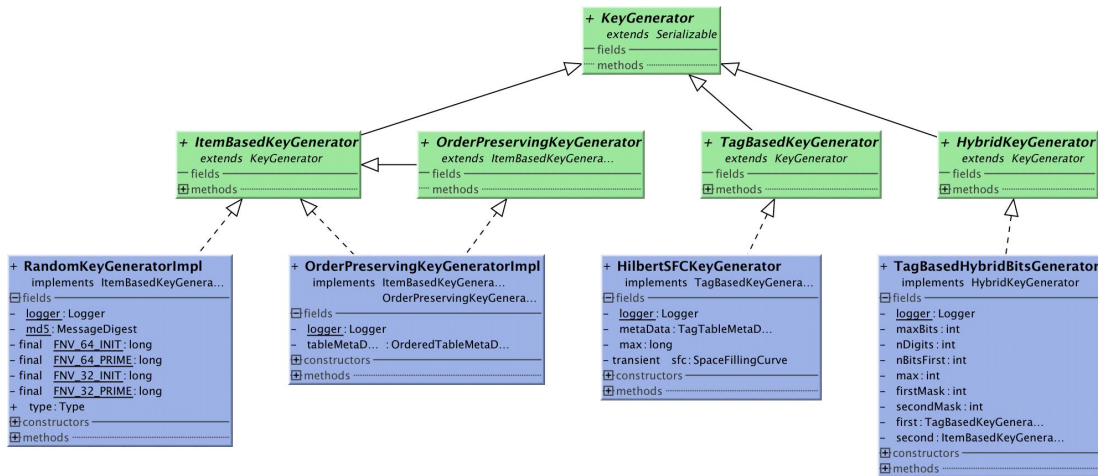 + KeyGenerator
extends Serializable
fields
methods
+ ItemBasedKeyGenerator
extends KeyGenerator
fields
methods
+ OrderPreservingKeyGenerator
extends ItemBasedKeyGenera...
fields
methods
+ TagBasedKeyGenerator
extends KeyGenerator
fields
methods
+ HybridKeyGenerator
extends KeyGenerator
fields
methods
+ RandomKeyGeneratorImpl
implements ItemBasedKeyGenera...
fields
- logger : Logger
- md5 : MessageDigest
- final FNV_64_INIT : long
- final FNV_64_PRIME : long
- final FNV_32_INIT : long
- final FNV_32_PRIME : long
+ type : Type
constructors
methods
+ OrderPreservingKeyGeneratorImpl
implements ItemBasedKeyGenera...
OrderPreservingKeyGenera...
fields
- logger : Logger
- tableMetaD... : OrderedTableMetaD...
constructors
methods
+ HilbertSFCKeyGenerator
implements TagBasedKeyGenera...
fields
- logger : Logger
- metaData : TagTableMetaD...
- max : long
- transient sfc : SpaceFillingCurve
constructors
methods
+ TagBasedHybridBitsGenerator
implements HybridKeyGenerator
fields
- logger : Logger
- maxBits : int
- nDigits : int
- nBitsFirst : int
- max : int
- firstMask : int
- secondMask : int
- first : TagBasedKeyGenera...
- second : ItemBasedKeyGenera...
constructors
methods